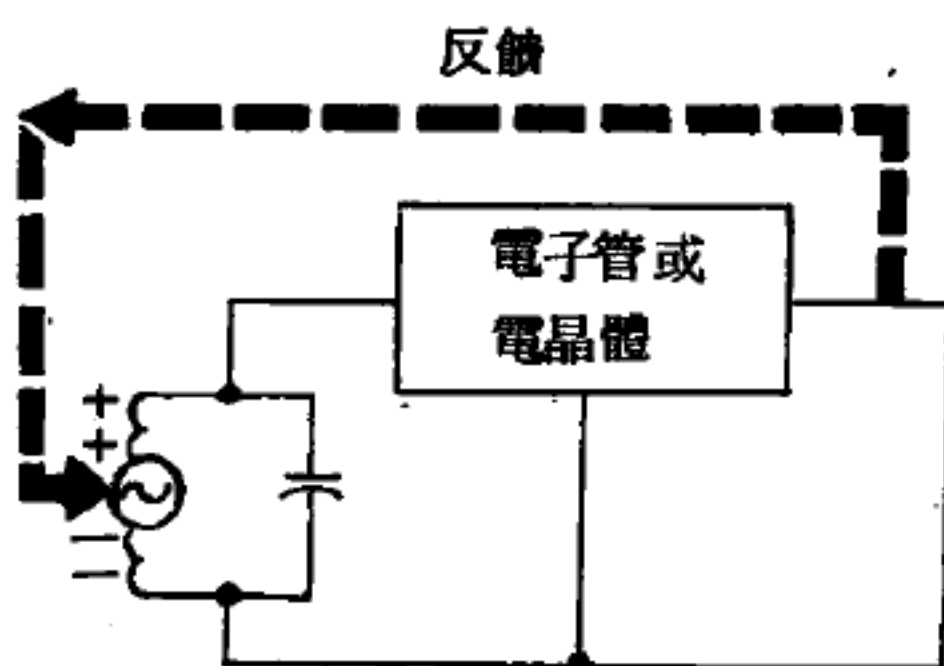 反饋
電子管或
電晶體
+
+
—
—